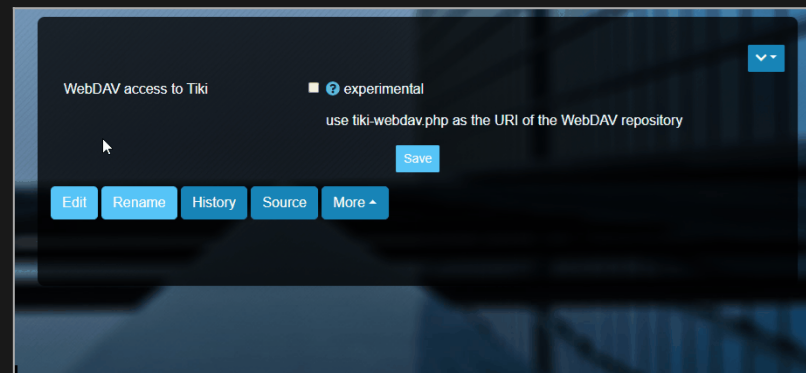 WebDAV access to Tiki
? experimental
use tiki-webdav.php as the URI of the WebDAV repository
Save
Edit Rename History Source More